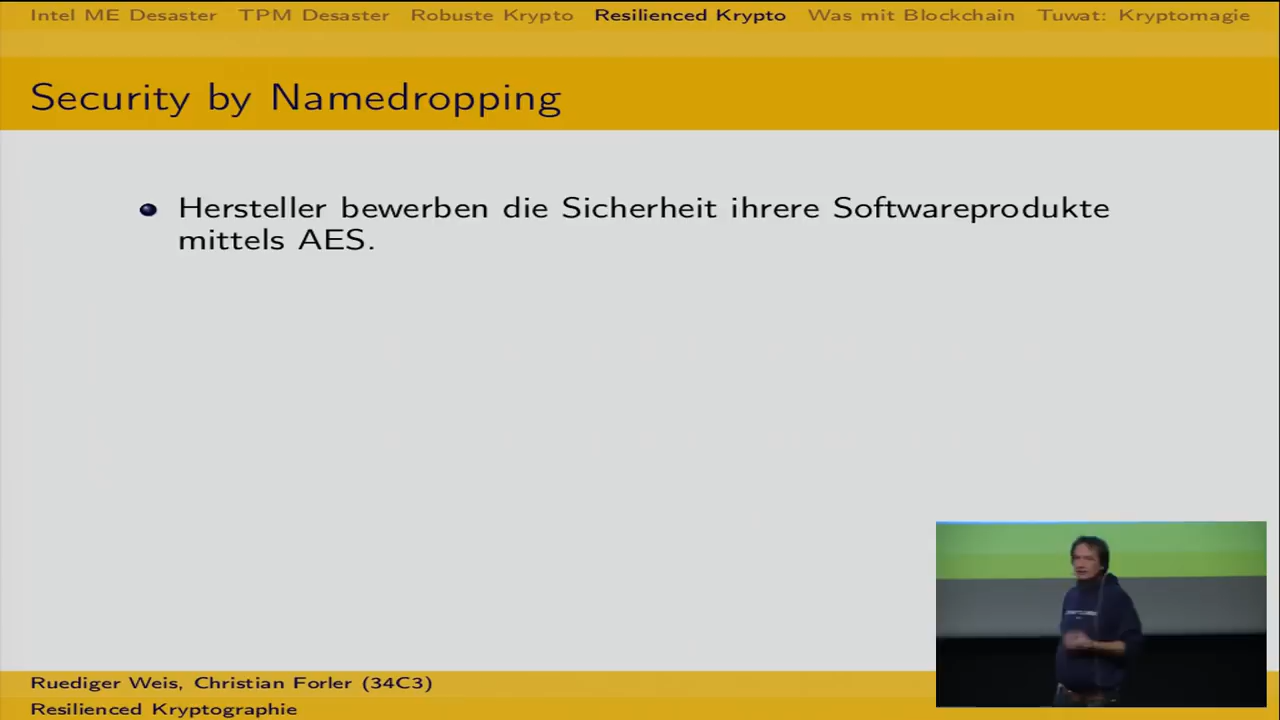 Intel ME Desaster TPM Desaster Robuste Krypto Resilienced Krypto Was mit Blockchain Tuwat: Kryptomagie
Security by Namedropping
Hersteller bewerben die Sicherheit ihrere Softwareprodukte
mittels AES.
Ruediger Weis, Christian Forler (34C3)
Resilienced Kryptographie